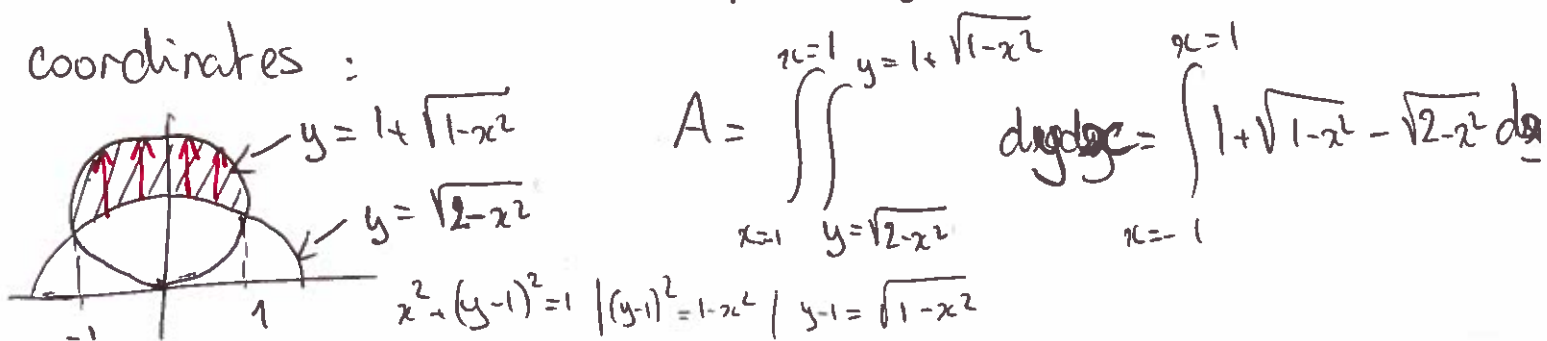 coordinates :
y = 1 + √(1-x²)
y = √(2-x²)
-1 1
A = ∫_{x=-1}^{x=1} ∫_{y=√(2-x²)}^{y=1+√(1-x²)} dydx = ∫_{x=-1}^{x=1} 1+√(1-x²) - √(2-x²) dx
x²+(y-1)²=1 | (y-1)²=1-x² | y-1=√(1-x²)